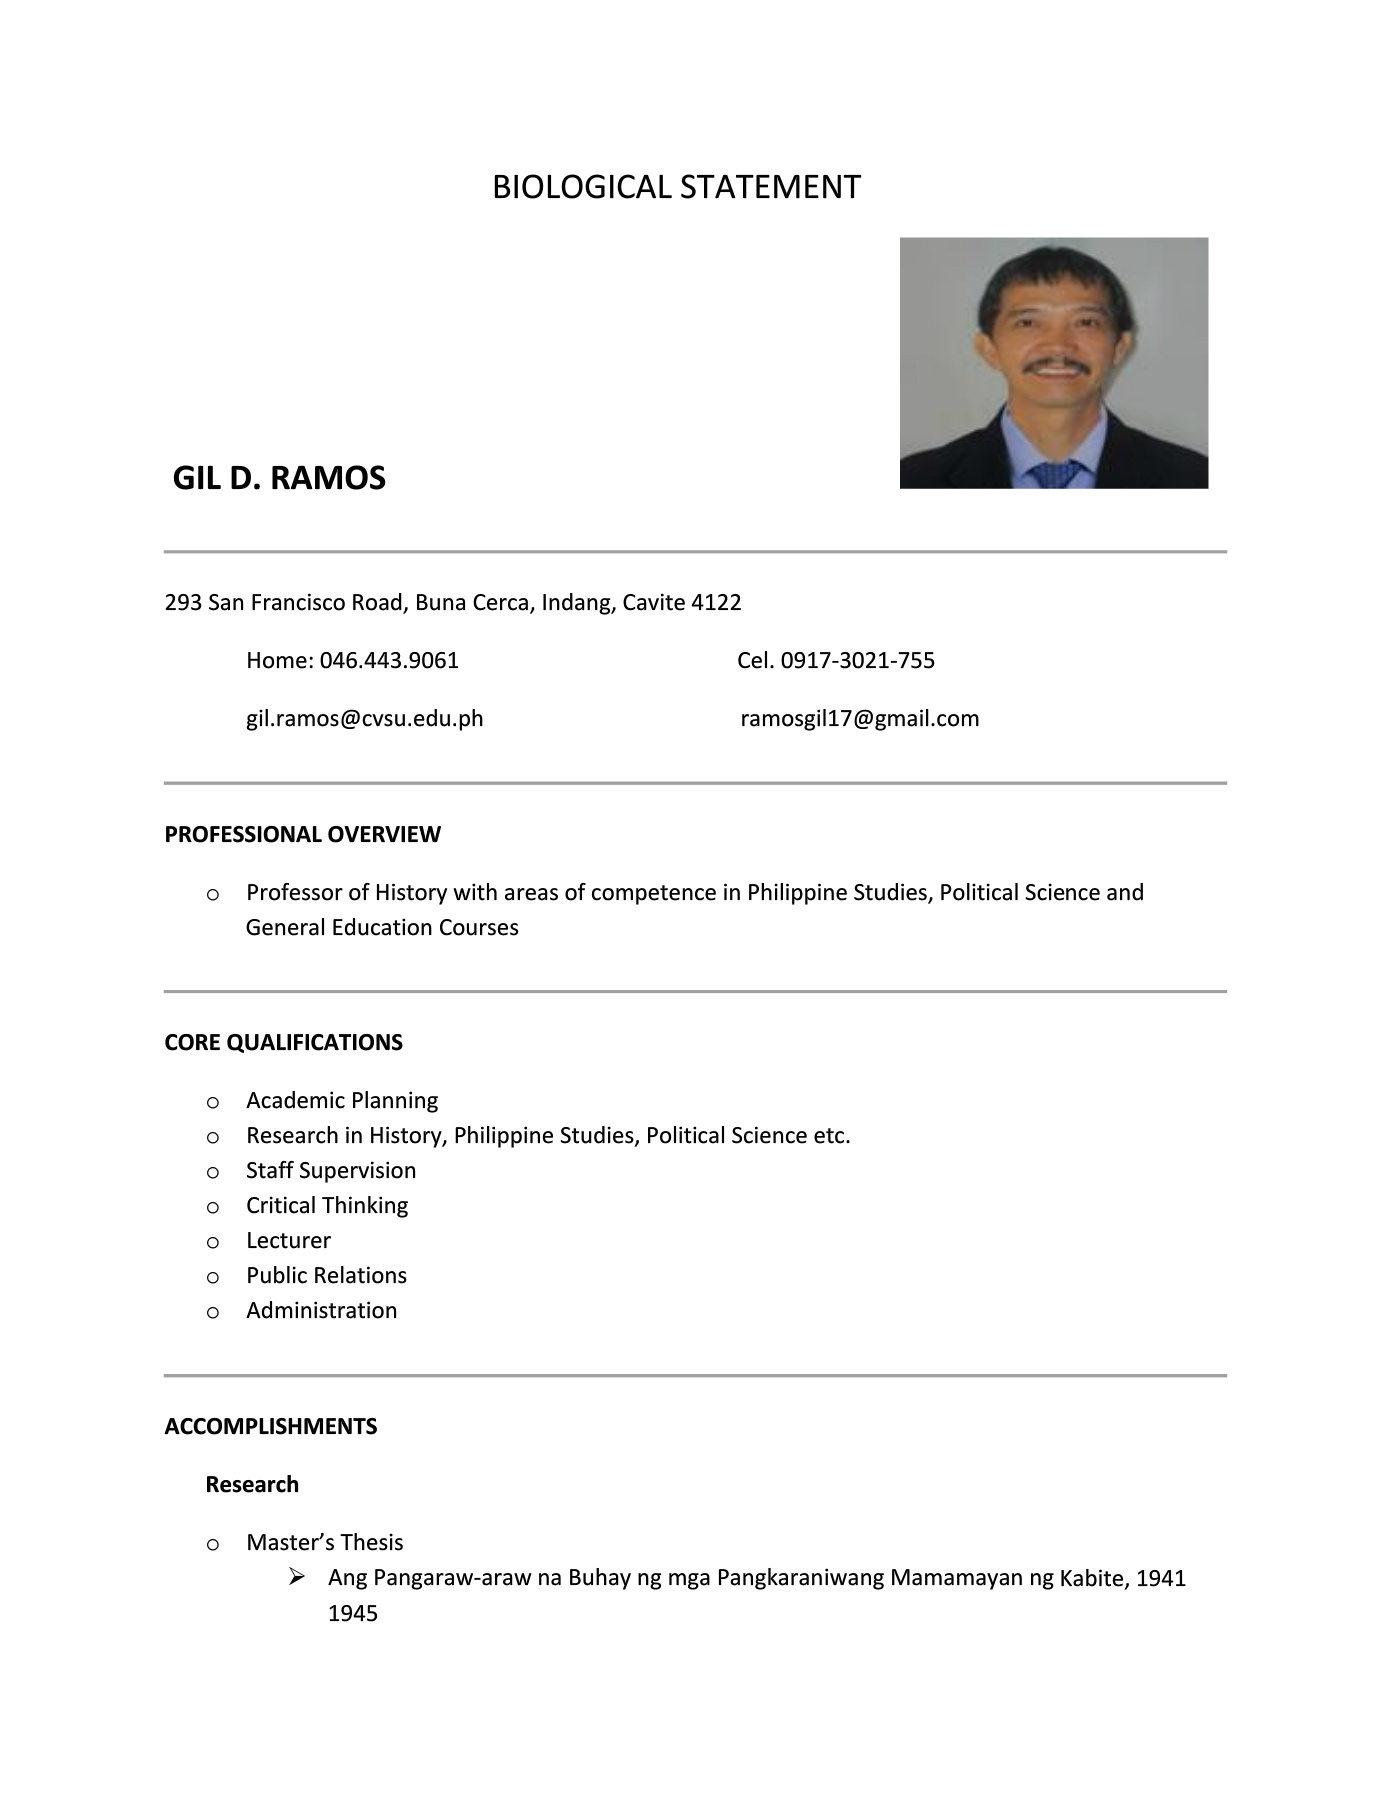 BIOLOGICAL STATEMENT
GIL D. RAMOS
293 San Francisco Road, Buna Cerca, Indang, Cavite 4122
Home: 046.443.9061 Cel. 0917-3021-755
gil.ramos@cvsu.edu.ph ramosgil17@gmail.com
PROFESSIONAL OVERVIEW
o Professor of History with areas of competence in Philippine Studies, Political Science and
General Education Courses
CORE QUALIFICATIONS
o Academic Planning
o Research in History, Philippine Studies, Political Science etc.
o Staff Supervision
o Critical Thinking
o Lecturer
o Public Relations
o Administration
ACCOMPLISHMENTS
Research
o Master’s Thesis
➢ Ang Pangaraw-araw na Buhay ng mga Pangkaraniwang Mamamayan ng Kabite, 1941
1945